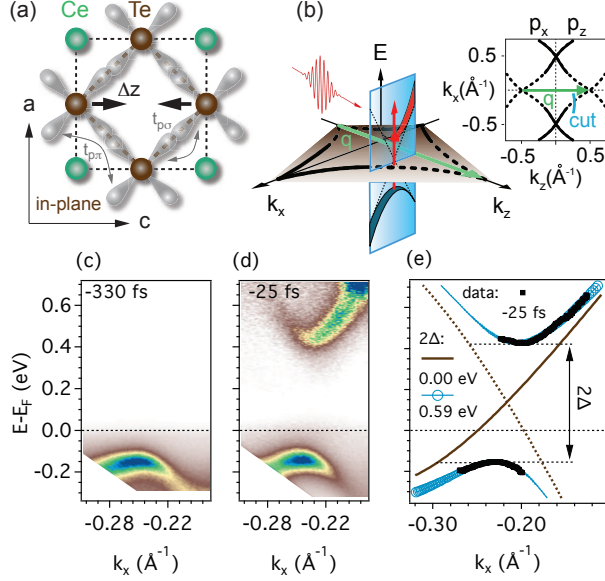 (a)
Ce
Te
Δz
a
t_pπ
t_pσ
in-plane
c
(b)
E
q
k_x
k_z
p_x p_z
0.5
0.0
-0.5
k_x(Å⁻¹)
q
cut
-0.7 0.0 0.5
k_z(Å⁻¹)
(c)
-330 fs
(d)
-25 fs
(e)
data: ■
-25 fs
2Δ:
0.00 eV
0.59 eV
2Δ
E-E_F (eV)
0.6
0.4
0.2
0.0
-0.2
-0.28 -0.22
k_x (Å⁻¹)
-0.28 -0.22
k_x (Å⁻¹)
-0.30 -0.20
k_x (Å⁻¹)